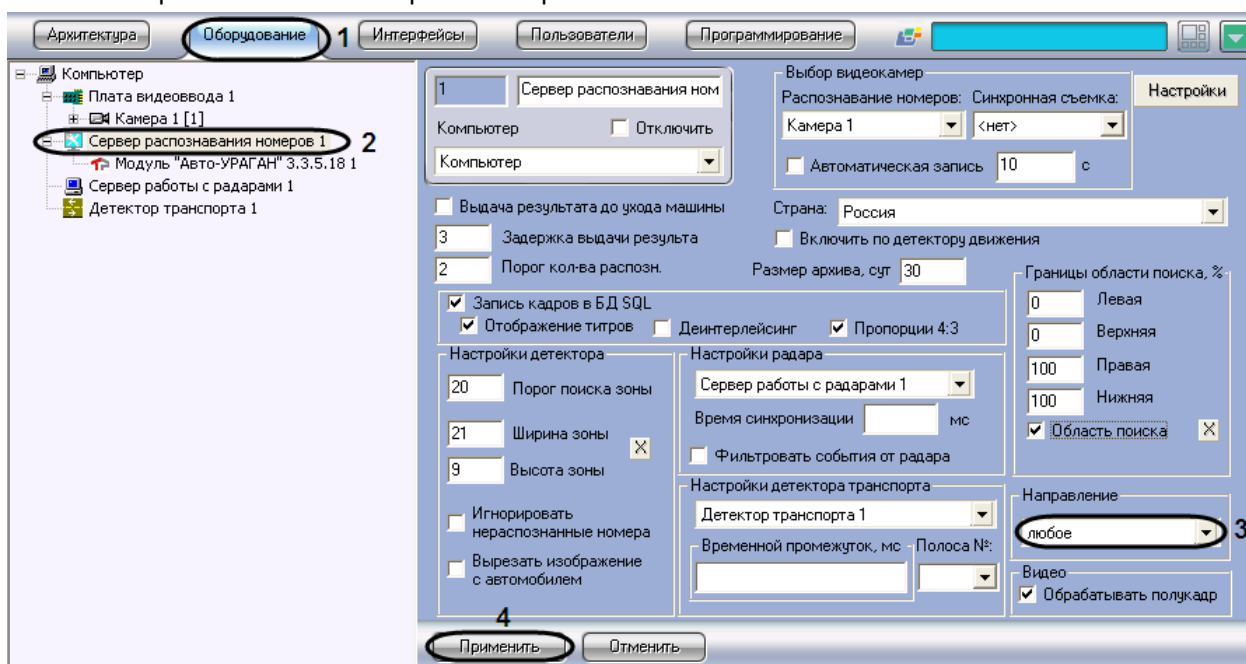 Архитектура Оборудование 1 Интерфейсы Пользователи Программирование
Компьютер
Плата видеоввода 1
Камера 1 [1]
Сервер распознавания номеров 1 2
Модуль "Авто-УРАГАН" 3.3.5.18 1
Сервер работы с радарами 1
Детектор транспорта 1
1 Сервер распознавания ном
Компьютер Отключить
Компьютер
Выбор видеокамер
Распознавание номеров: Синхронная съемка:
Камера 1 <нет>
Автоматическая запись 10 с
Настройки
Выдача результата до ухода машины
Страна: Россия
3 Задержка выдачи результа
Включить по детектору движения
2 Порог кол-ва распозн.
Размер архива, сут 30
Запись кадров в БД SQL
Отображение титров Деинтерлейсинг Пропорции 4:3
Границы области поиска, %
0 Левая
0 Верхняя
100 Правая
100 Нижняя
Область поиска X
Настройки детектора
20 Порог поиска зоны
21 Ширина зоны
X
9 Высота зоны
Игнорировать
нераспознанные номера
Вырезать изображение
с автомобилем
Настройки радара
Сервер работы с радарами 1
Время синхронизации мс
Фильтровать события от радара
Настройки детектора транспорта
Детектор транспорта 1
Временной промежуток, мс Полоса №:
Направление
любое 3
Видео
Обрабатывать полукадр
4
Применить Отменить